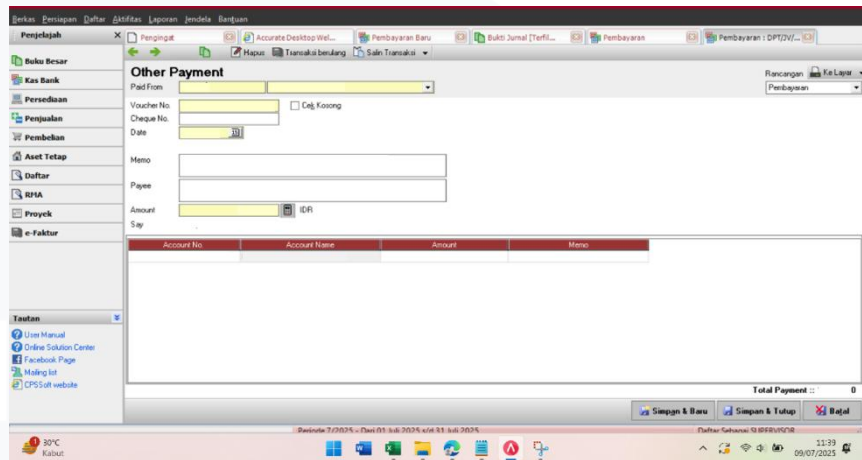 Berkas Persiapan Daftar Aktifitas Laporan Jendela Bantuan
Penjelajah
Pengingat
Accurate Desktop Wel...
Pembayaran Baru
Bukti Jurnal [Terfil...
Pembayaran
Pembayaran : DPT/JV/...
Hapus
Transaksi berulang
Salin Transaksi
Buku Besar
Kas Bank
Persediaan
Penjualan
Pembelian
Aset Tetap
Daftar
RMA
Proyek
e-Faktur
Other Payment
Rancangan
Ke Layar
Paid From
Pembayaran
Voucher No.
Cek Kosong
Cheque No.
Date
Memo
Payee
Amount
IDR
Say
Account No.
Account Name
Amount
Memo
Tautan
User Manual
Online Solution Center
Facebook Page
Mailing list
CPSSoft website
Total Payment :
0
Simpan & Baru
Simpan & Tutup
Batal
Periode 7/2025 - Dari 01 Juli 2025 s/d 31 Juli 2025
Daftar Sebagai SUPERVISOR
30°C
Kabut
11:39
09/07/2025